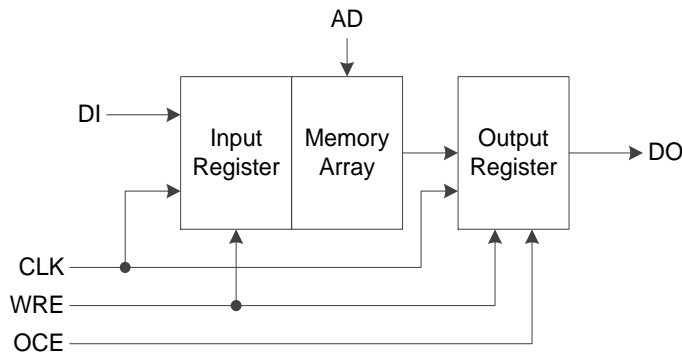 AD
DI
Input
Register
Memory
Array
Output
Register
DO
CLK
WRE
OCE